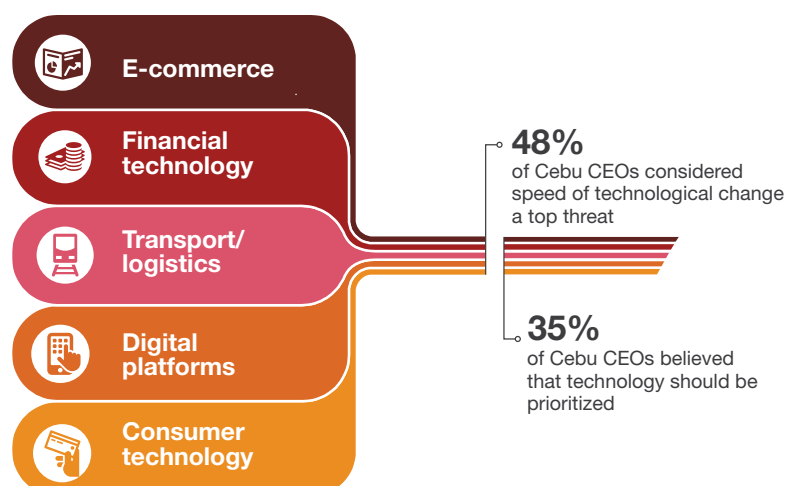 E-commerce
Financial
technology
Transport/
logistics
Digital
platforms
Consumer
technology
48%
of Cebu CEOs considered
speed of technological change
a top threat
35%
of Cebu CEOs believed
that technology should be
prioritized